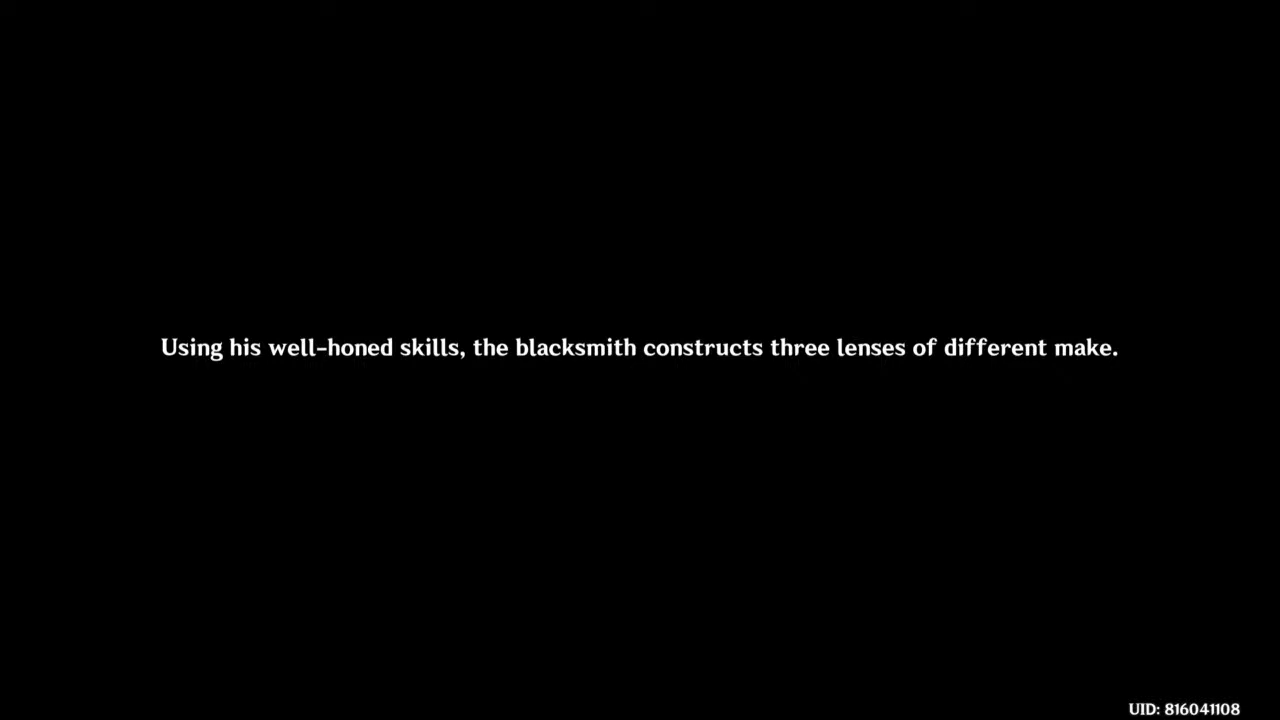 Using his well-honed skills, the blacksmith constructs three lenses of different make.
UID: 816041108